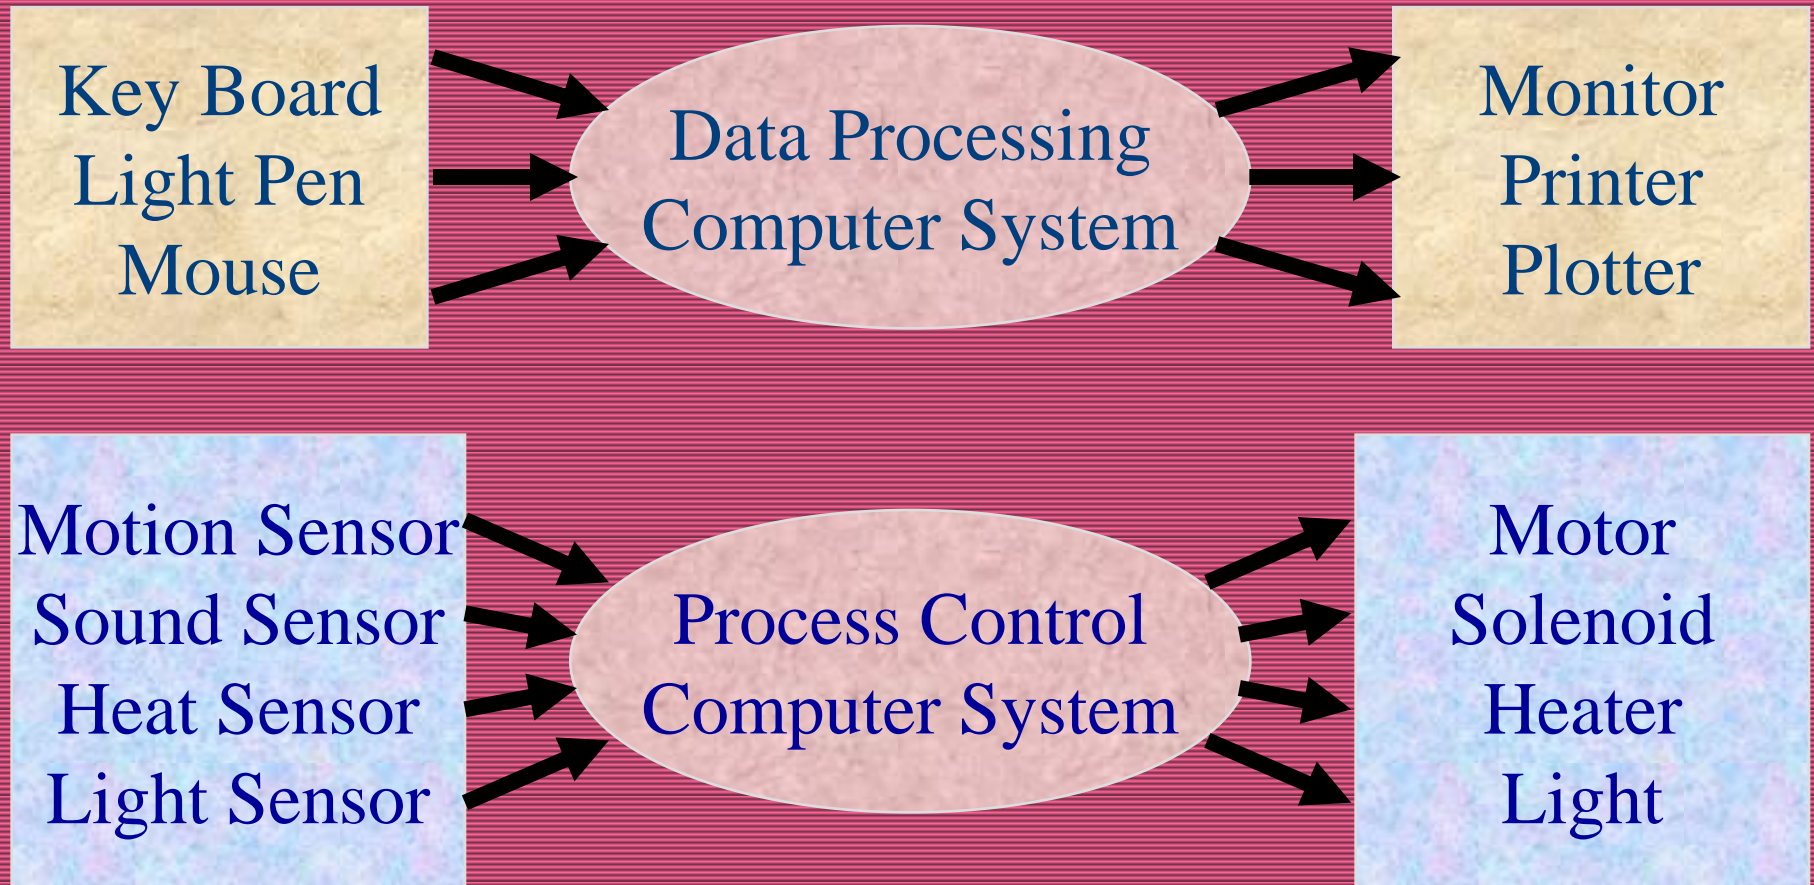 Key Board
Light Pen
Mouse
Data Processing
Computer System
Monitor
Printer
Plotter
Motion Sensor
Sound Sensor
Heat Sensor
Light Sensor
Process Control
Computer System
Motor
Solenoid
Heater
Light